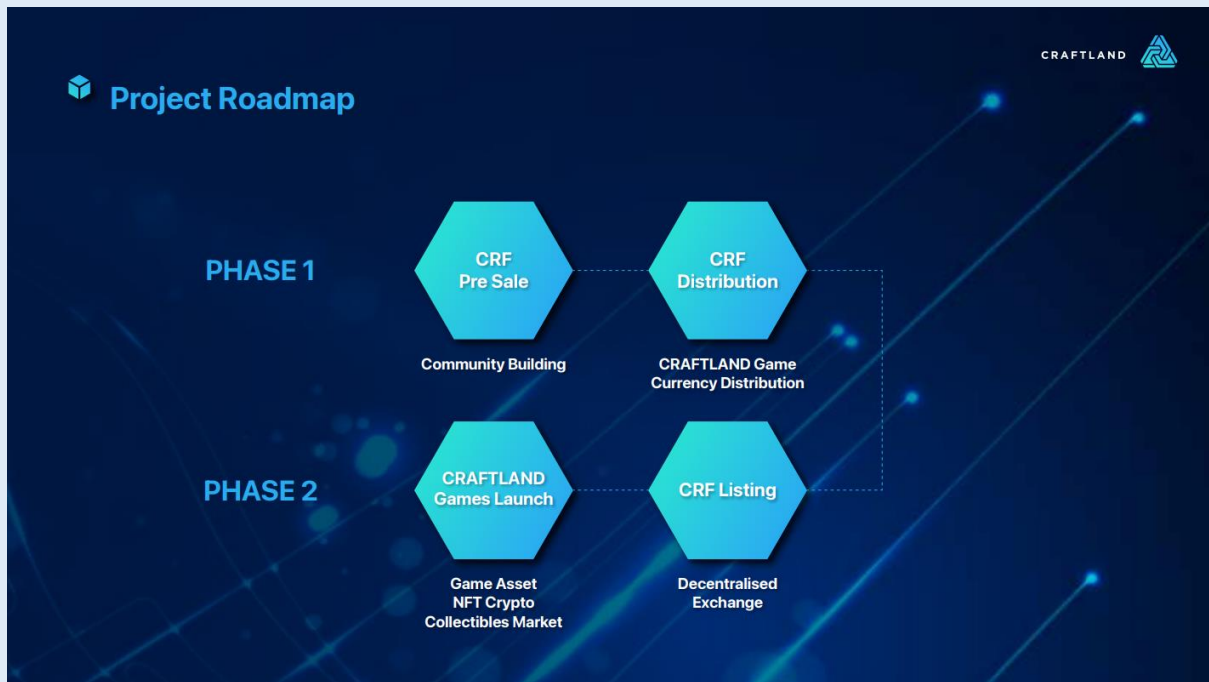 CRAFTLAND
Project Roadmap
PHASE 1
CRF
Pre Sale
Community Building
CRF
Distribution
CRAFTLAND Game
Currency Distribution
PHASE 2
CRAFTLAND
Games Launch
Game Asset
NFT Crypto
Collectibles Market
CRF Listing
Decentralised
Exchange